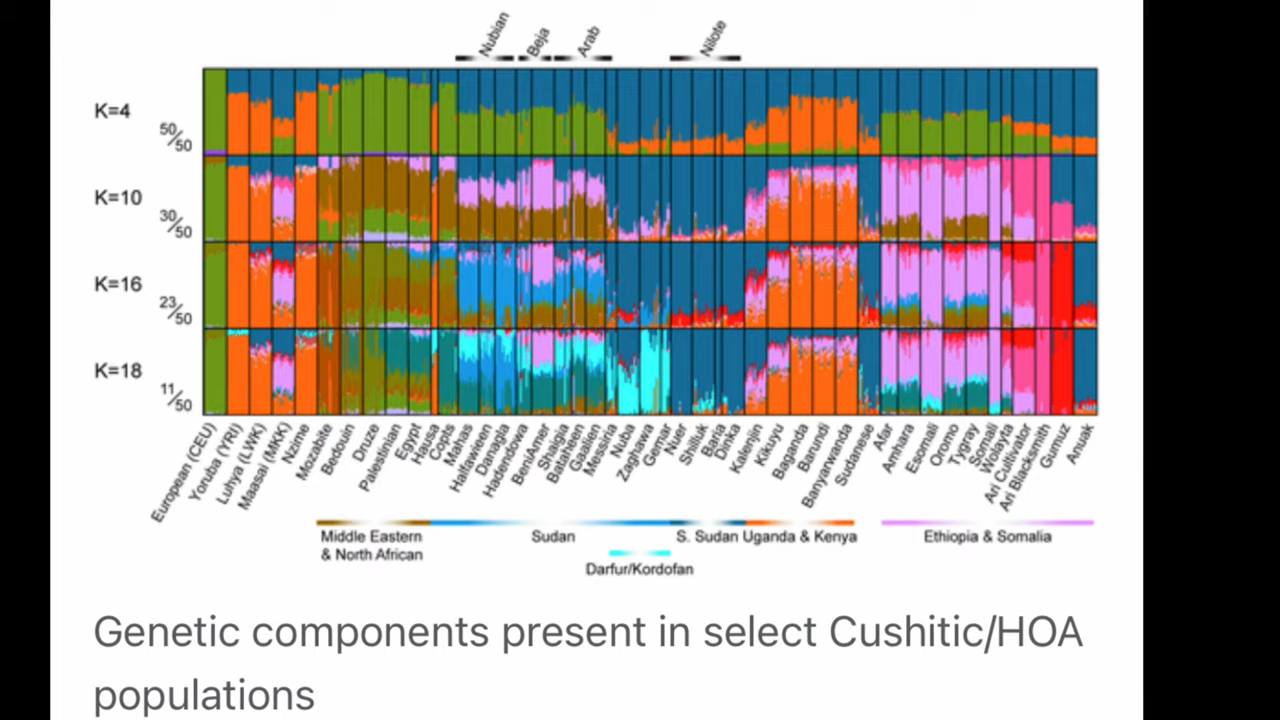 Nubian
Beja
Arab
Nilote
K=4
50/50
K=10
30/50
K=16
23/50
K=18
11/50
European (CEU)
Yoruba (YRI)
Luhya (LWK)
Maasai (MKK)
Nzime
Mozabite
Bedouin
Druze
Palestinian
Egypt
Hausa
Copts
Mahas
Halfawieen
Danagla
Hadendowa
BeniAmer
Shaigia
Bataheen
Gaalien
Messiria
Nuba
Zaghawa
Gemar
Nuer
Shilluk
Baria
Dinka
Kalenjin
Kikuyu
Baganda
Barundi
Banyarwanda
Sudanese
Afar
Amhara
Esomali
Oromo
Tygray
Somali
Wolayta
Ari Cultivator
Ari Blacksmith
Gumuz
Anuak
Middle Eastern
& North African
Sudan
S. Sudan
Uganda & Kenya
Ethiopia & Somalia
Darfur/Kordofan
Genetic components present in select Cushitic/HOA
populations